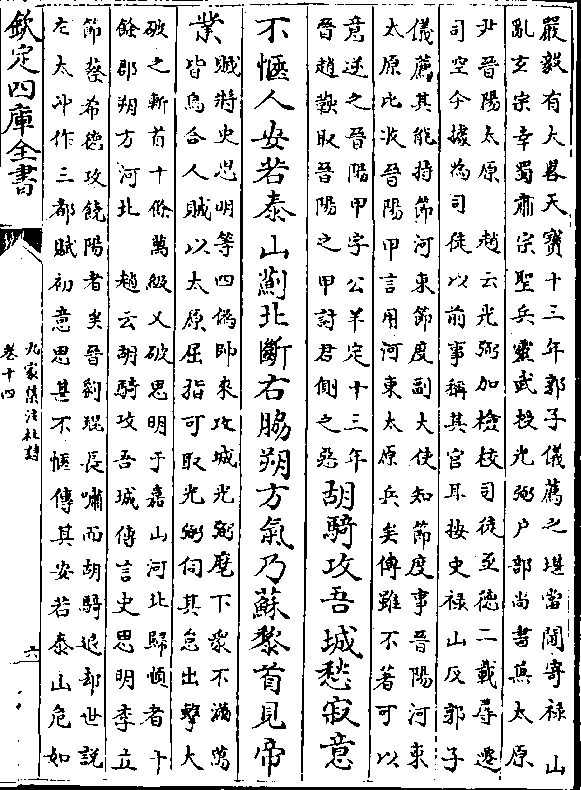 嚴毅有大畧天寶十三年郭子儀薦之堪當閫寄祿山
亂玄宗幸蜀肅宗聖兵靈武授光弼户部尚書兼太原
尹晉陽太原　趙云光弼加檢校司徒至德二載尋遷
司空今據為司徒以前事稱其官耳按史祿山反郭子
儀薦其能持節河東節度副大使知節度事晉陽河東
太原比次晉陽甲言用河東太原兵矣傳雖不著可以
意逆之晉陽甲字公羊定十三年
晉趙鞅取晉陽之甲討君側之惡
胡騎攻吾城愁寂意
不愜人安若泰山薊北斷右脇朔方氣乃蘇黎首見帝
業
賊將史思明等四偽帥來攻城光弼麾下衆不滿萬
皆烏合人賊以太原屈指可取光弼伺其怠出擊大
破之斬首十餘萬級又破思明于嘉山河北歸順者十
餘郡朔方河北　趙云胡騎攻吾城傳言史思明李立
節蔡希德攻饒陽者矣晉劉琨長嘯而胡騎退却世説
左太冲作三都賦初意思甚不愜傳其安若泰山危如
欽定四庫全書
九家集注杜詩
卷十四
六